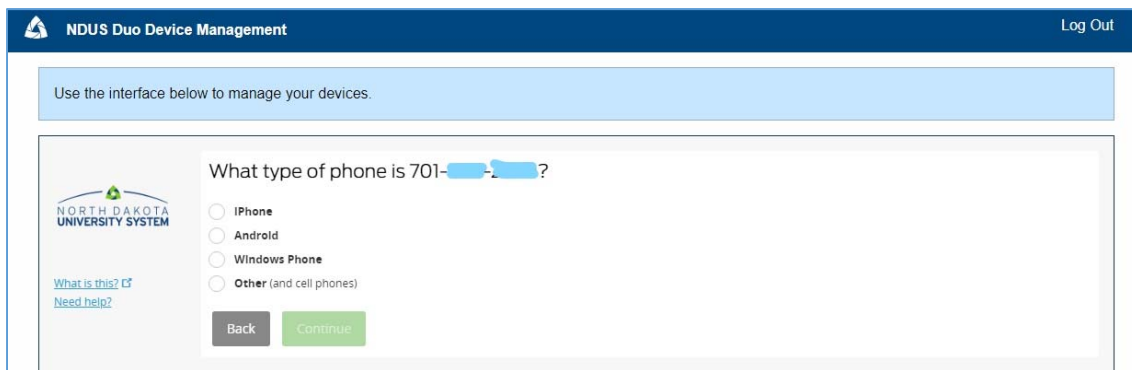 NDUS Duo Device Management
Log Out
Use the interface below to manage your devices.
What type of phone is 701- - ?
NORTH DAKOTA
UNIVERSITY SYSTEM
iPhone
Android
Windows Phone
Other (and cell phones)
What is this?
Need help?
Back
Continue